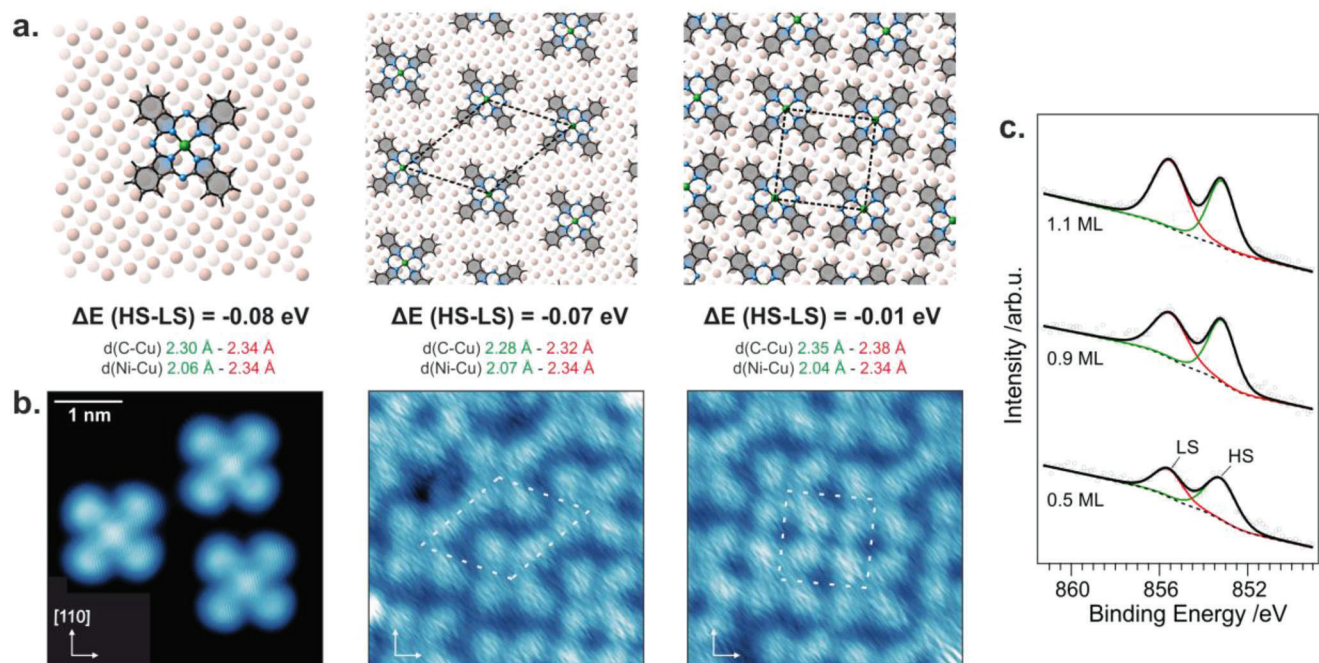 a.
ΔE (HS-LS) = -0.08 eV
d(C-Cu) 2.30 Å - 2.34 Å
d(Ni-Cu) 2.06 Å - 2.34 Å
ΔE (HS-LS) = -0.07 eV
d(C-Cu) 2.28 Å - 2.32 Å
d(Ni-Cu) 2.07 Å - 2.34 Å
ΔE (HS-LS) = -0.01 eV
d(C-Cu) 2.35 Å - 2.38 Å
d(Ni-Cu) 2.04 Å - 2.34 Å
b.
1 nm
[110]
c.
Intensity /arb.u.
1.1 ML
0.9 ML
LS
HS
0.5 ML
860 856 852
Binding Energy /eV